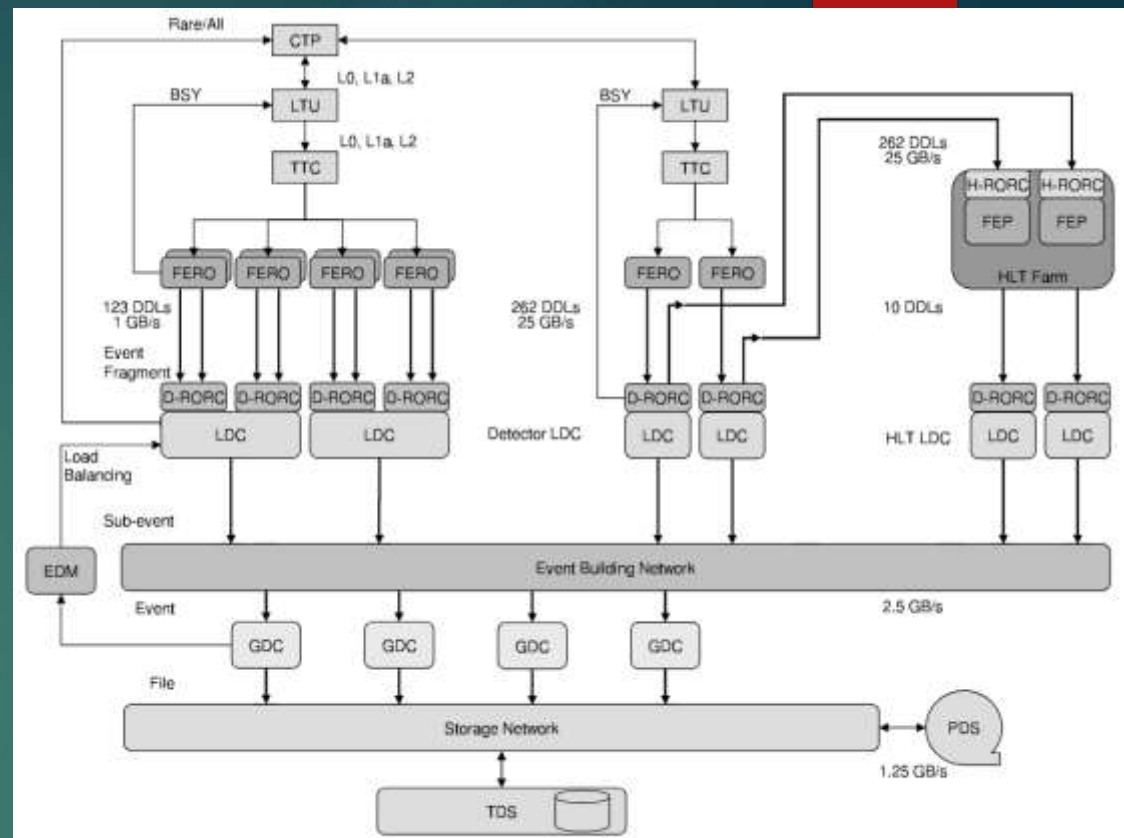 Rare/All
CTP
L0, L1a, L2
BSY
LTU
BSY
LTU
L0, L1a, L2
TTC
TTC
262 DDLs
25 GB/s
H-RORC
H-RORC
FEP
FEP
HLT Farm
FERO
FERO
FERO
FERO
FERO
FERO
123 DDLs
1 GB/s
262 DDLs
25 GB/s
10 DDLs
Event
Fragment
D-RORC
D-RORC
D-RORC
D-RORC
D-RORC
D-RORC
D-RORC
D-RORC
LDC
LDC
Detector LDC
LDC
LDC
HLT LDC
LDC
LDC
Load
Balancing
Sub-event
EDM
Event Building Network
Event
2.5 GB/s
GDC
GDC
GDC
GDC
File
Storage Network
PDS
1.25 GB/s
TDS